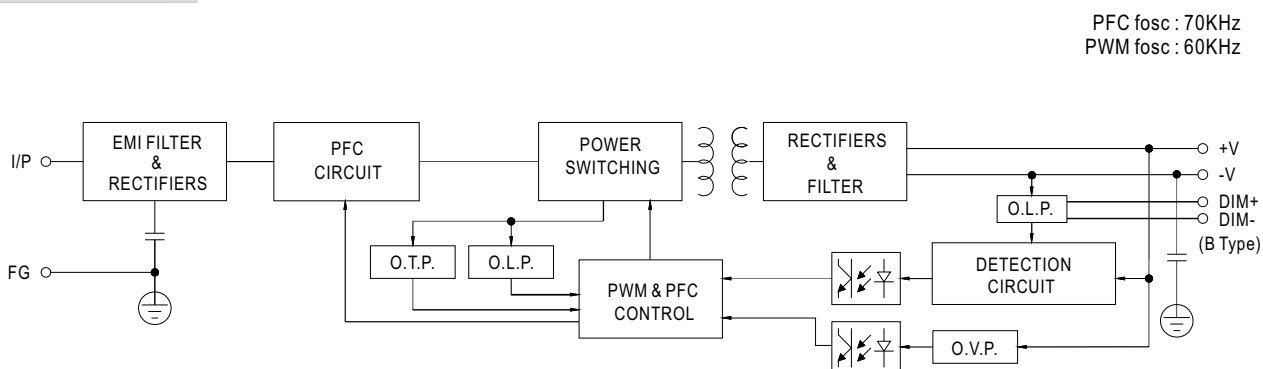 PFC fosc : 70KHz
PWM fosc : 60KHz
I/P
EMI FILTER
&
RECTIFIERS
PFC
CIRCUIT
POWER
SWITCHING
RECTIFIERS
&
FILTER
+V
-V
DIM+
DIM-
(B Type)
O.L.P.
FG
O.T.P.
O.L.P.
PWM & PFC
CONTROL
DETECTION
CIRCUIT
O.V.P.